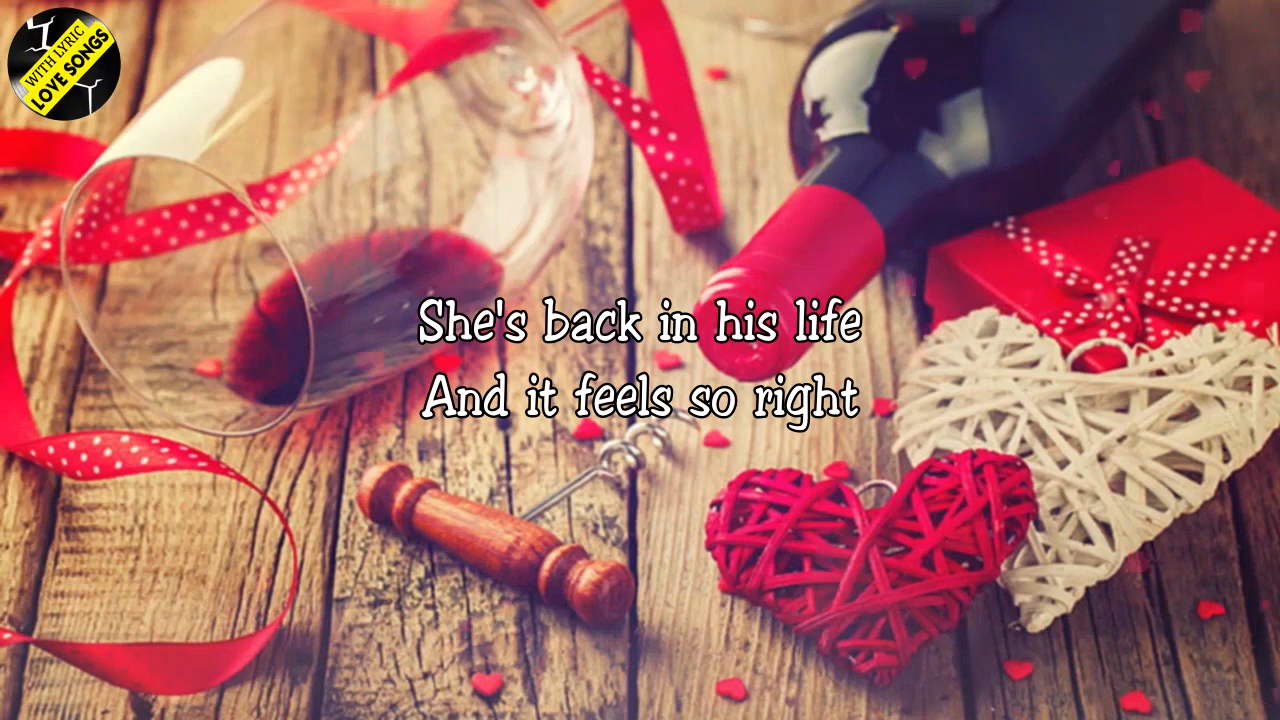 WITH LYRIC
LOVE SONGS
She's back in his life
And it feels so right